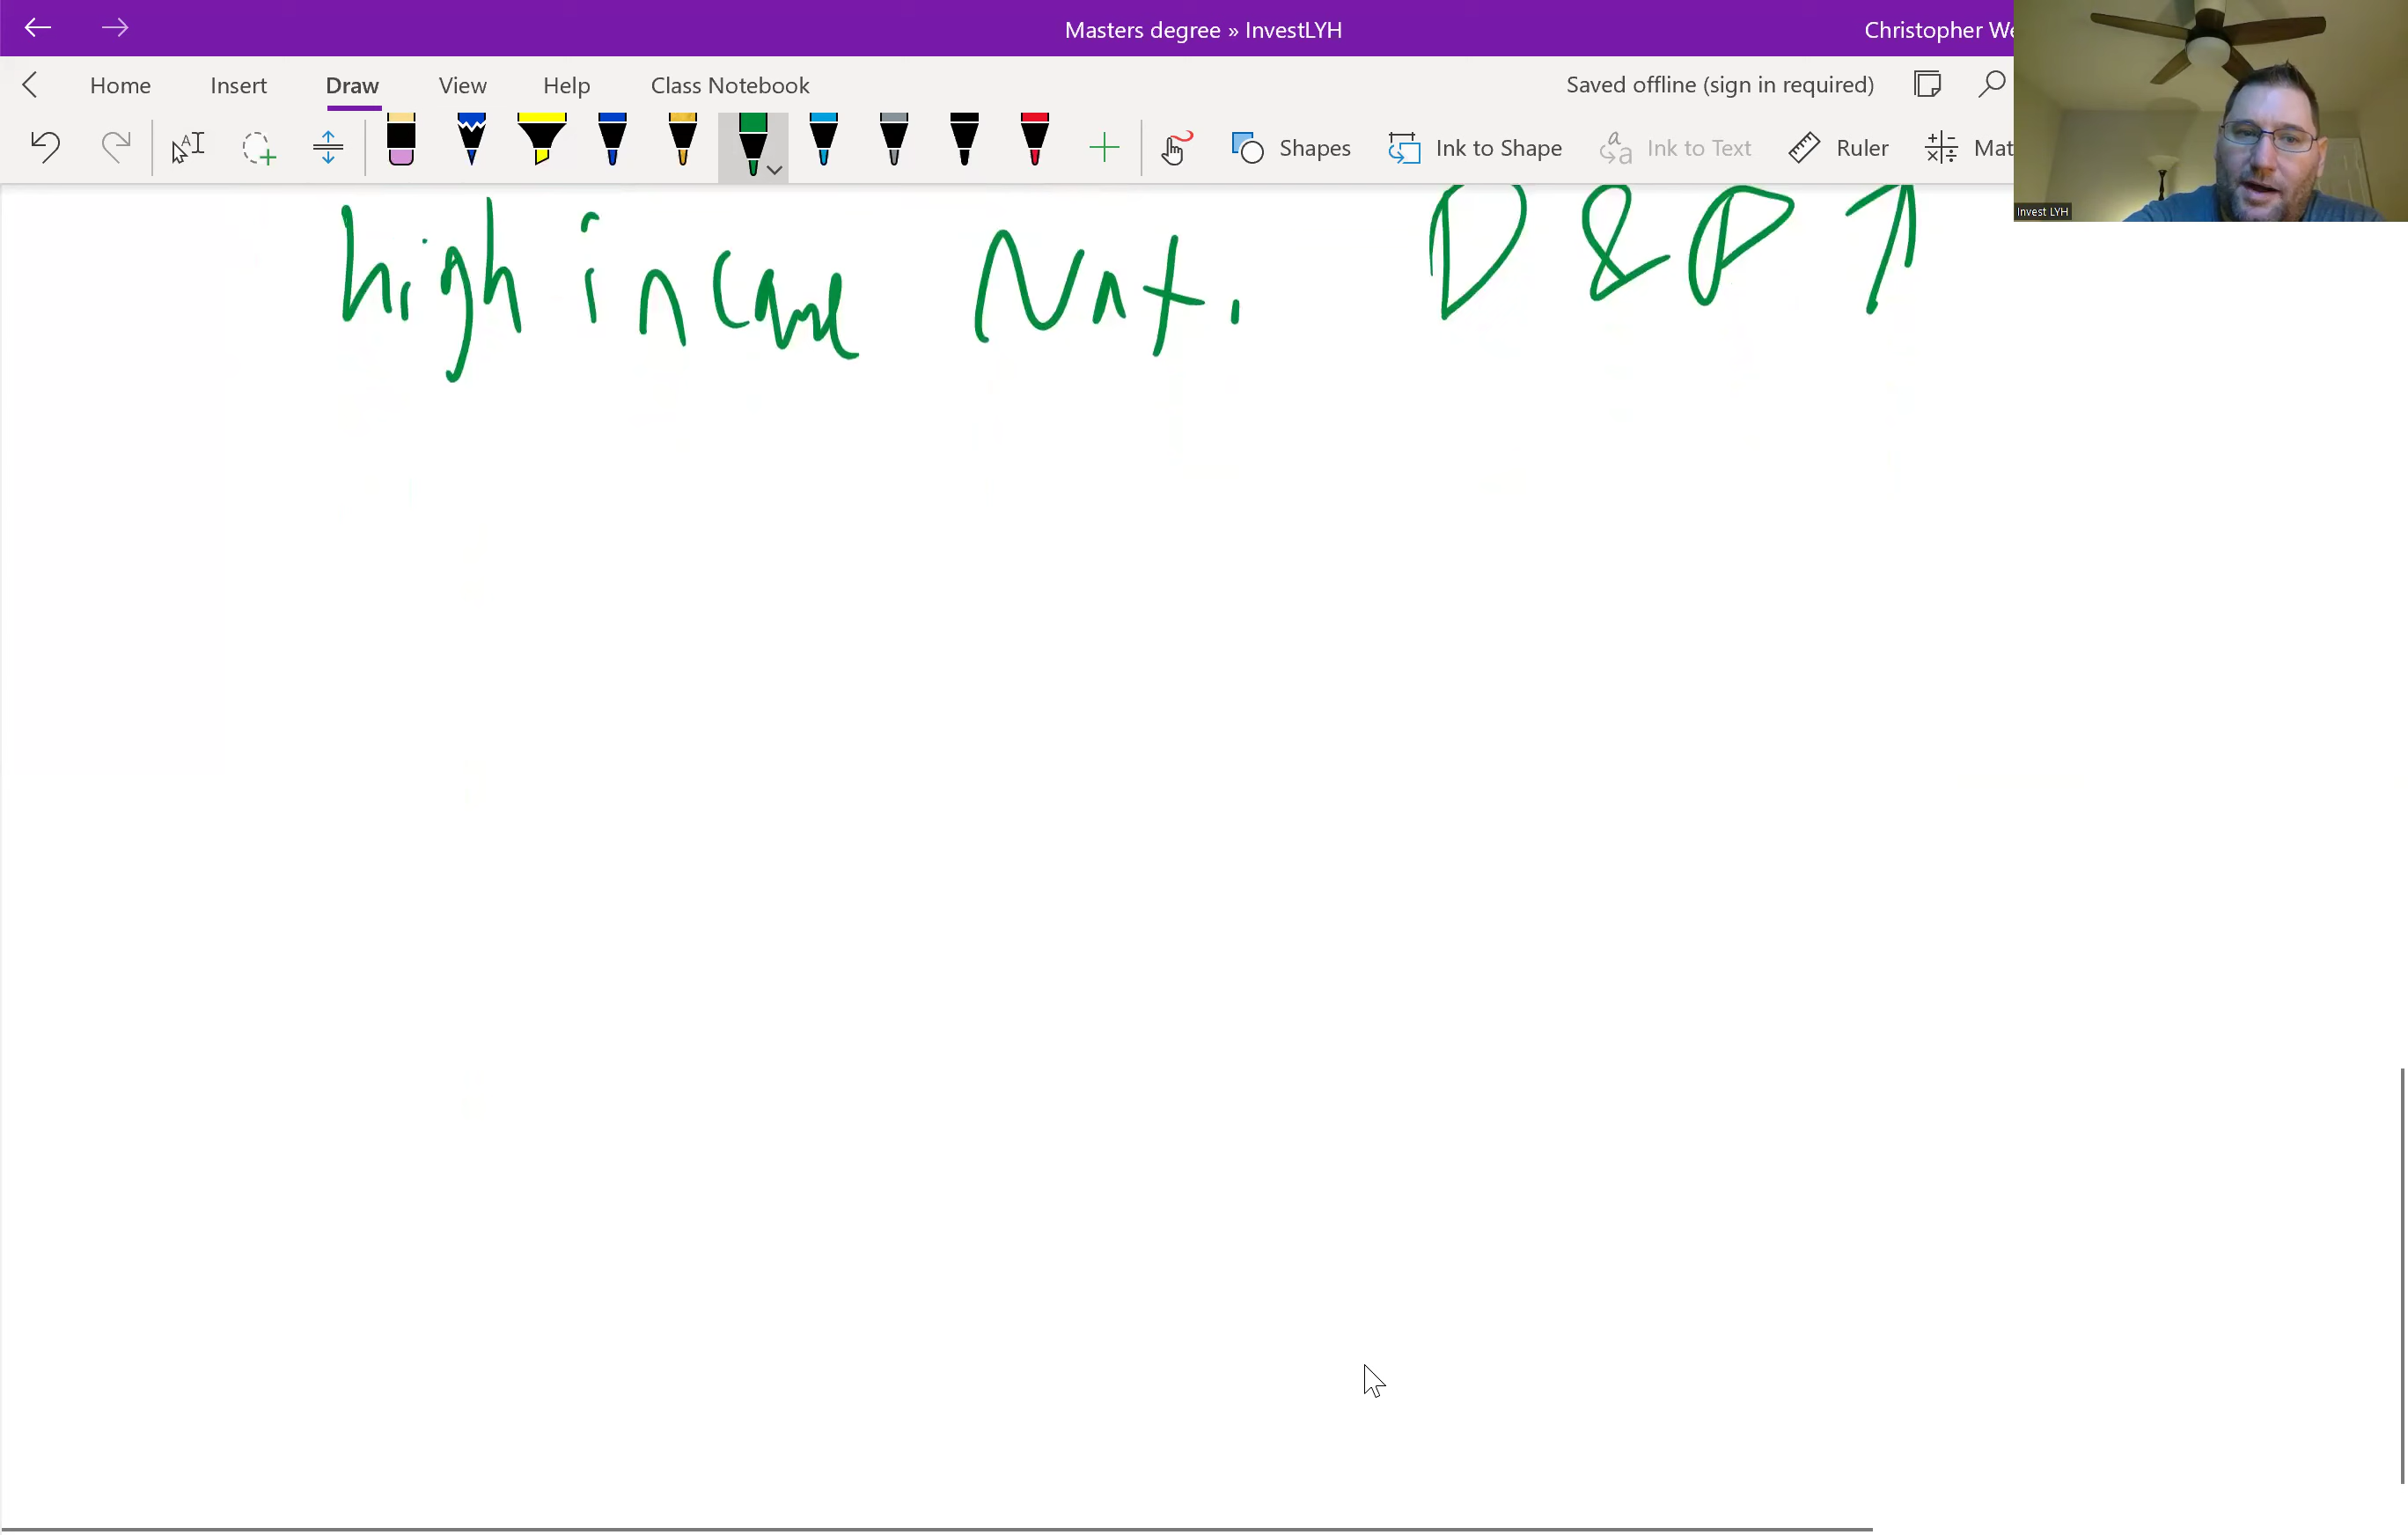 Masters degree » InvestLYH
Christopher We
Home Insert Draw View Help Class Notebook
Saved offline (sign in required)
Shapes Ink to Shape Ink to Text Ruler Mat
Invest LYH
high income Nat. D & P ↑